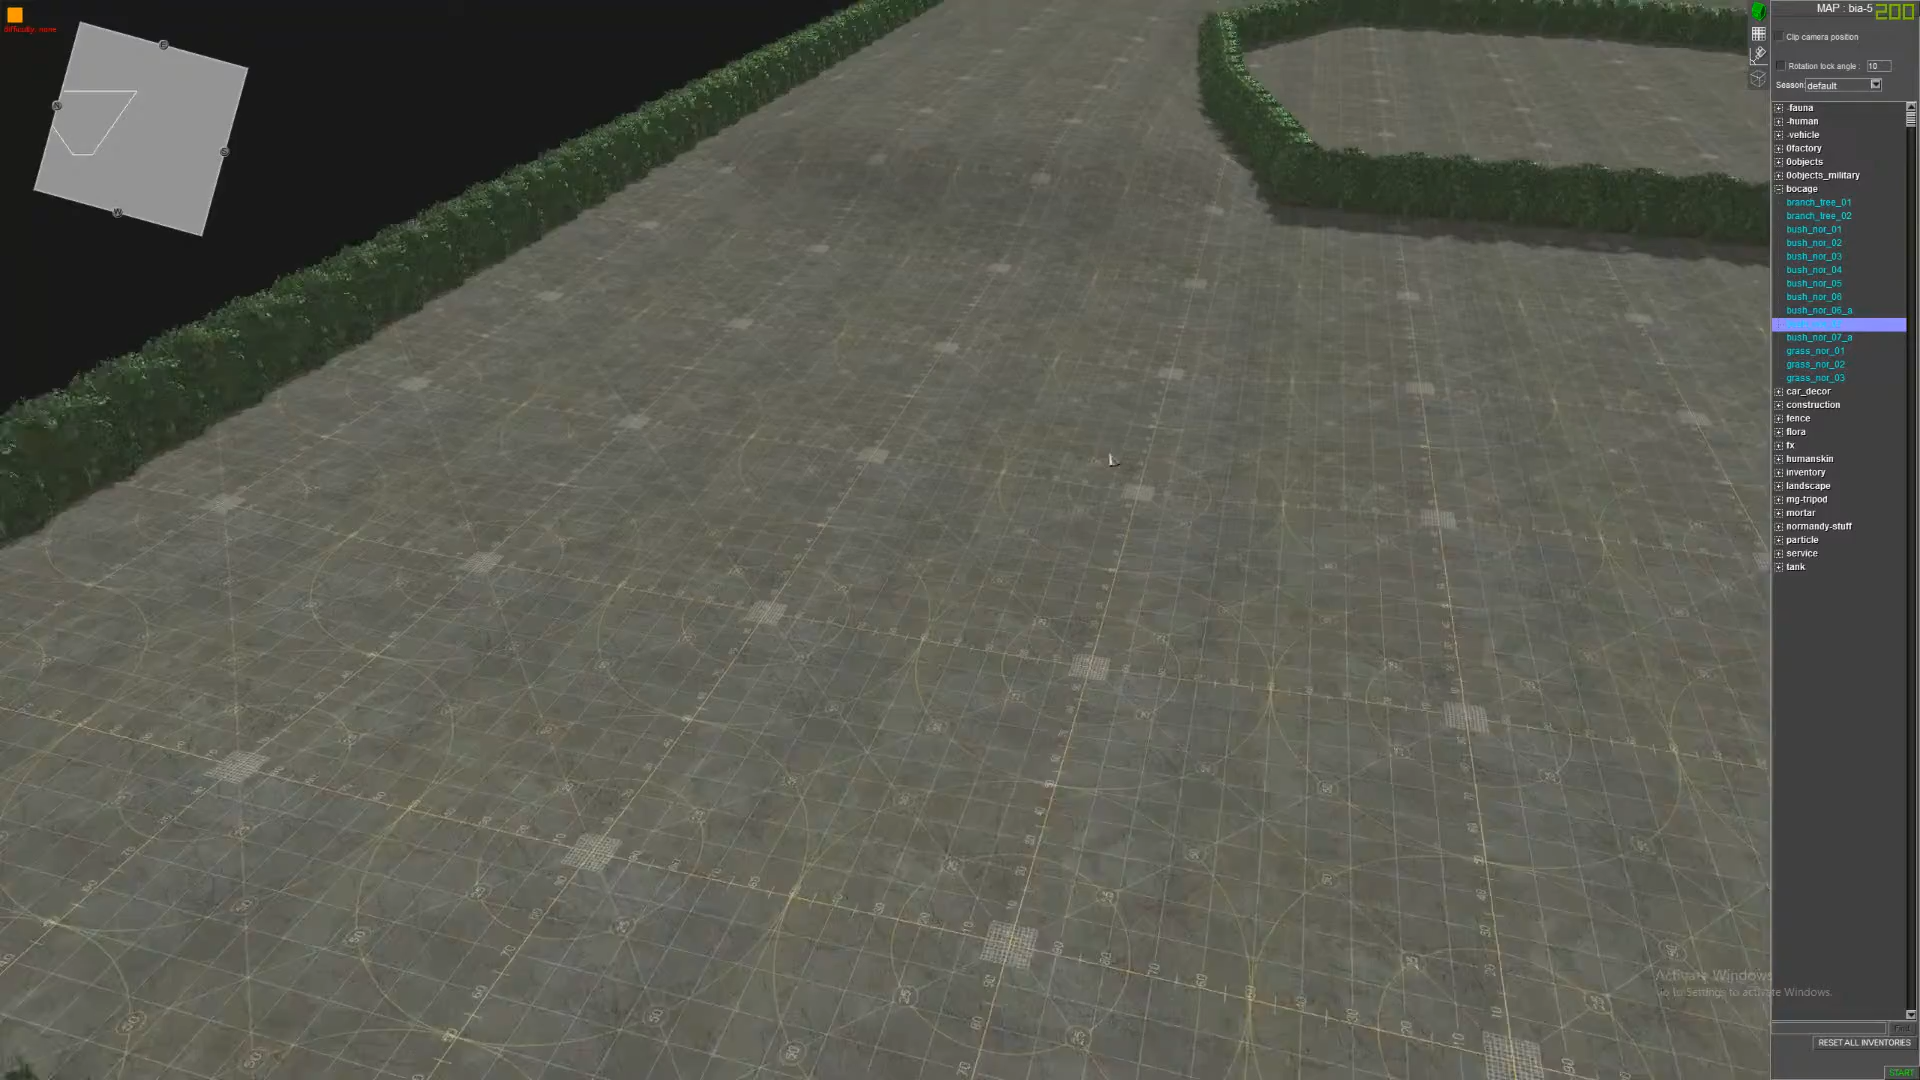 difficulty: none
MAP : bia-5
200
Clip camera position
Rotation lock angle : 10
Season: default
-fauna
-human
-vehicle
0factory
0objects
0objects_military
bocage
branch_tree_01
branch_tree_02
bush_nor_01
bush_nor_02
bush_nor_03
bush_nor_04
bush_nor_05
bush_nor_06
bush_nor_06_a
bush_nor_07_a
grass_nor_01
grass_nor_02
grass_nor_03
car_decor
construction
fence
flora
fx
humanskin
inventory
landscape
mg-tripod
mortar
normandy-stuff
particle
service
tank
Activate Windows
Go to Settings to activate Windows.
Find
RESET ALL INVENTORIES
START